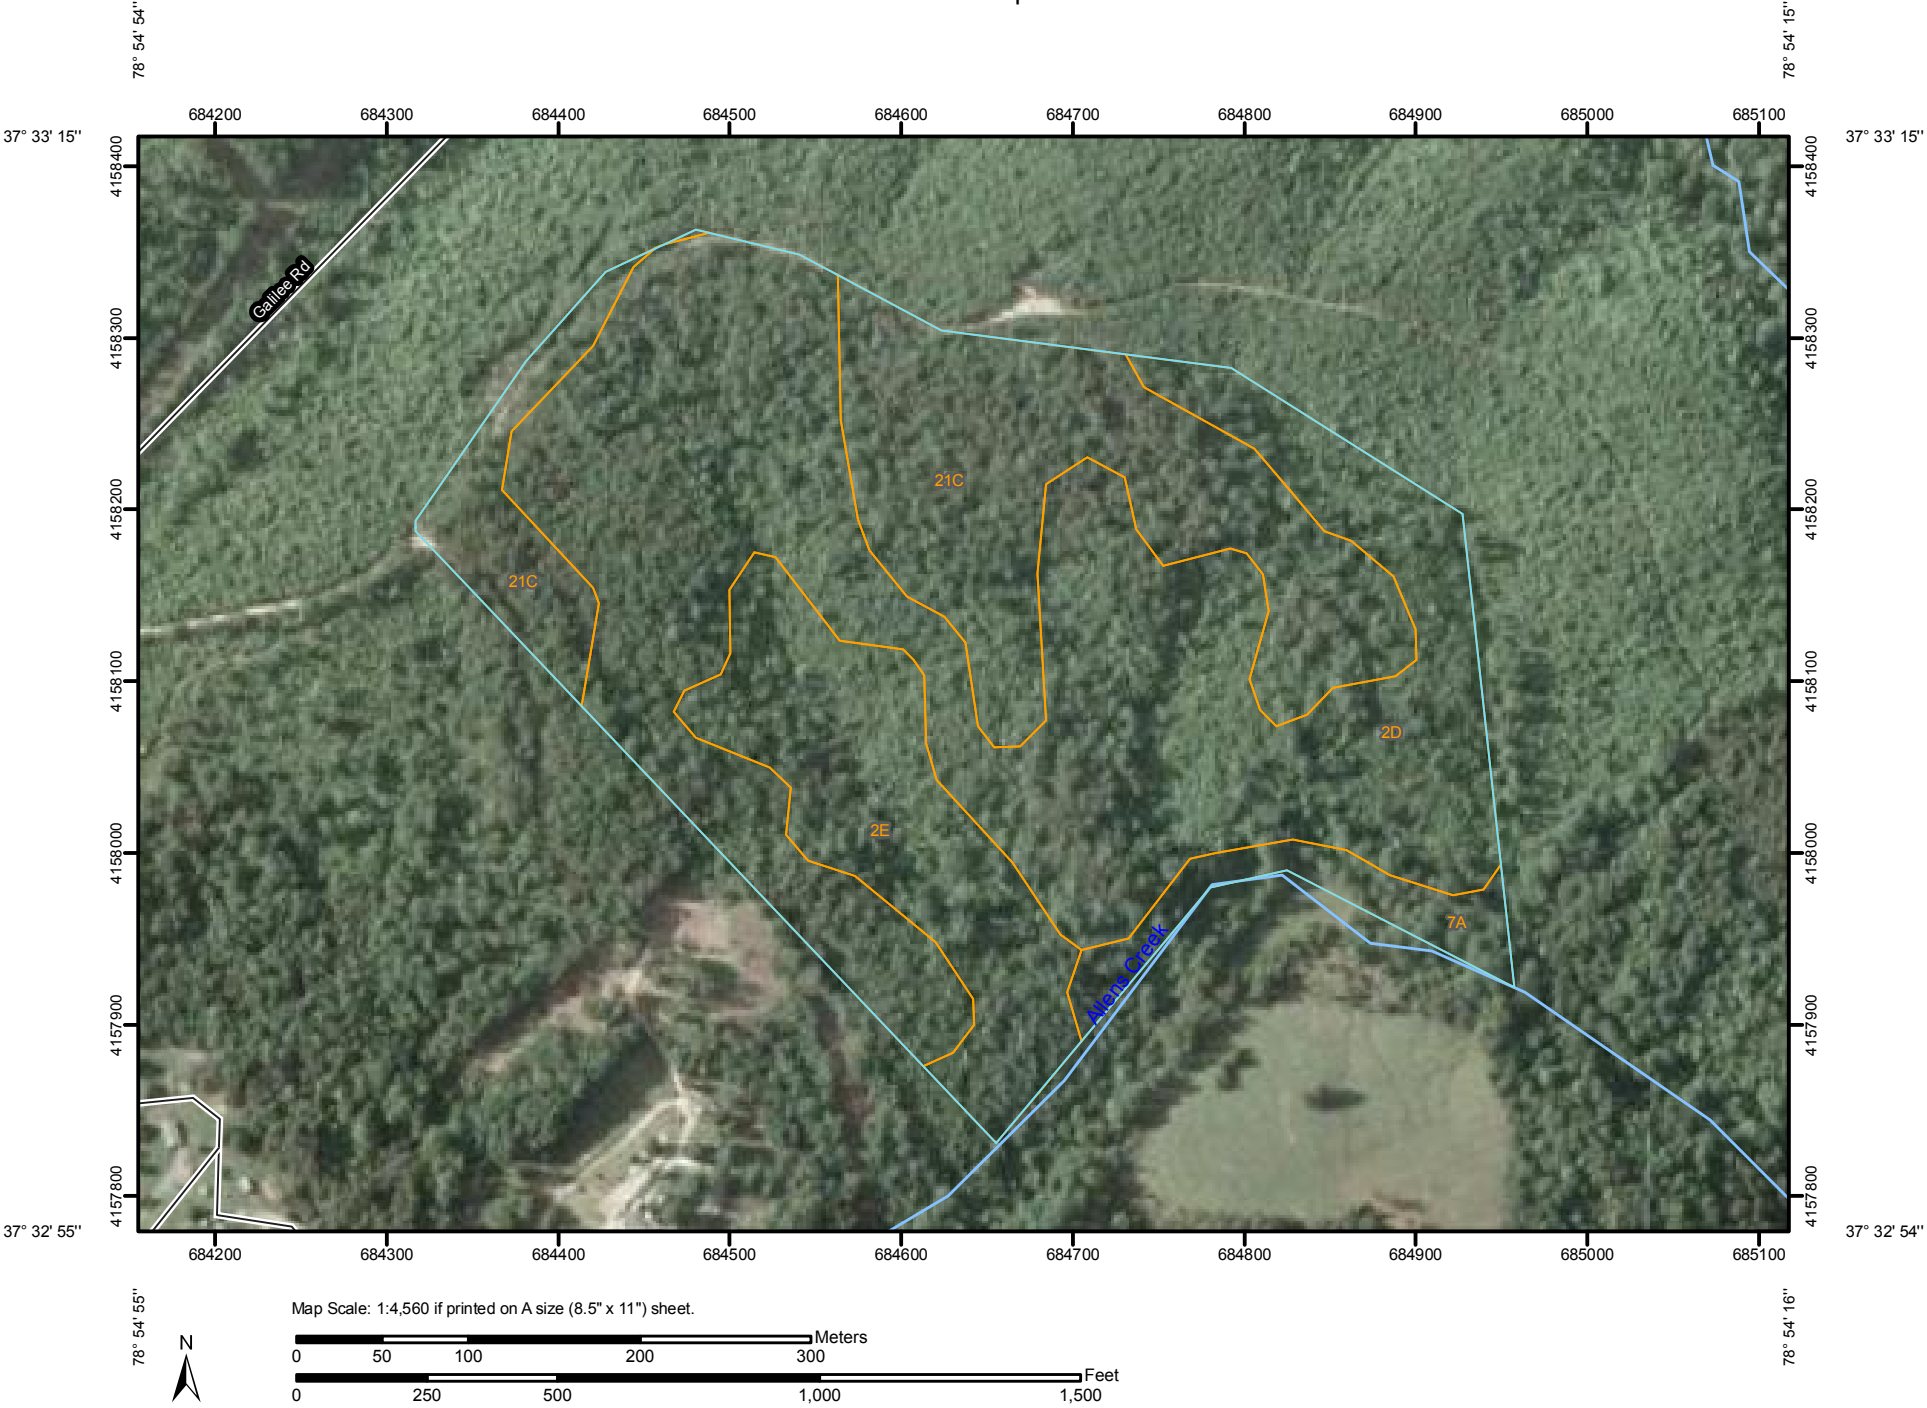 78° 54' 54''
78° 54' 15''
684200 684300 684400 684500 684600 684700 684800 684900 685000 685100
37° 33' 15''
37° 33' 15''
4158400
4158400
Galilee Rd
4158300
4158300
21C
4158200
4158200
21C
4158100
4158100
2D
2E
4158000
4158000
7A
Allens Creek
4157900
4157900
4157800
4157800
37° 32' 55''
37° 32' 54''
684200 684300 684400 684500 684600 684700 684800 684900 685000 685100
78° 54' 55''
78° 54' 16''
Map Scale: 1:4,560 if printed on A size (8.5" x 11") sheet.
N
Meters
0 50 100 200 300
Feet
0 250 500 1,000 1,500